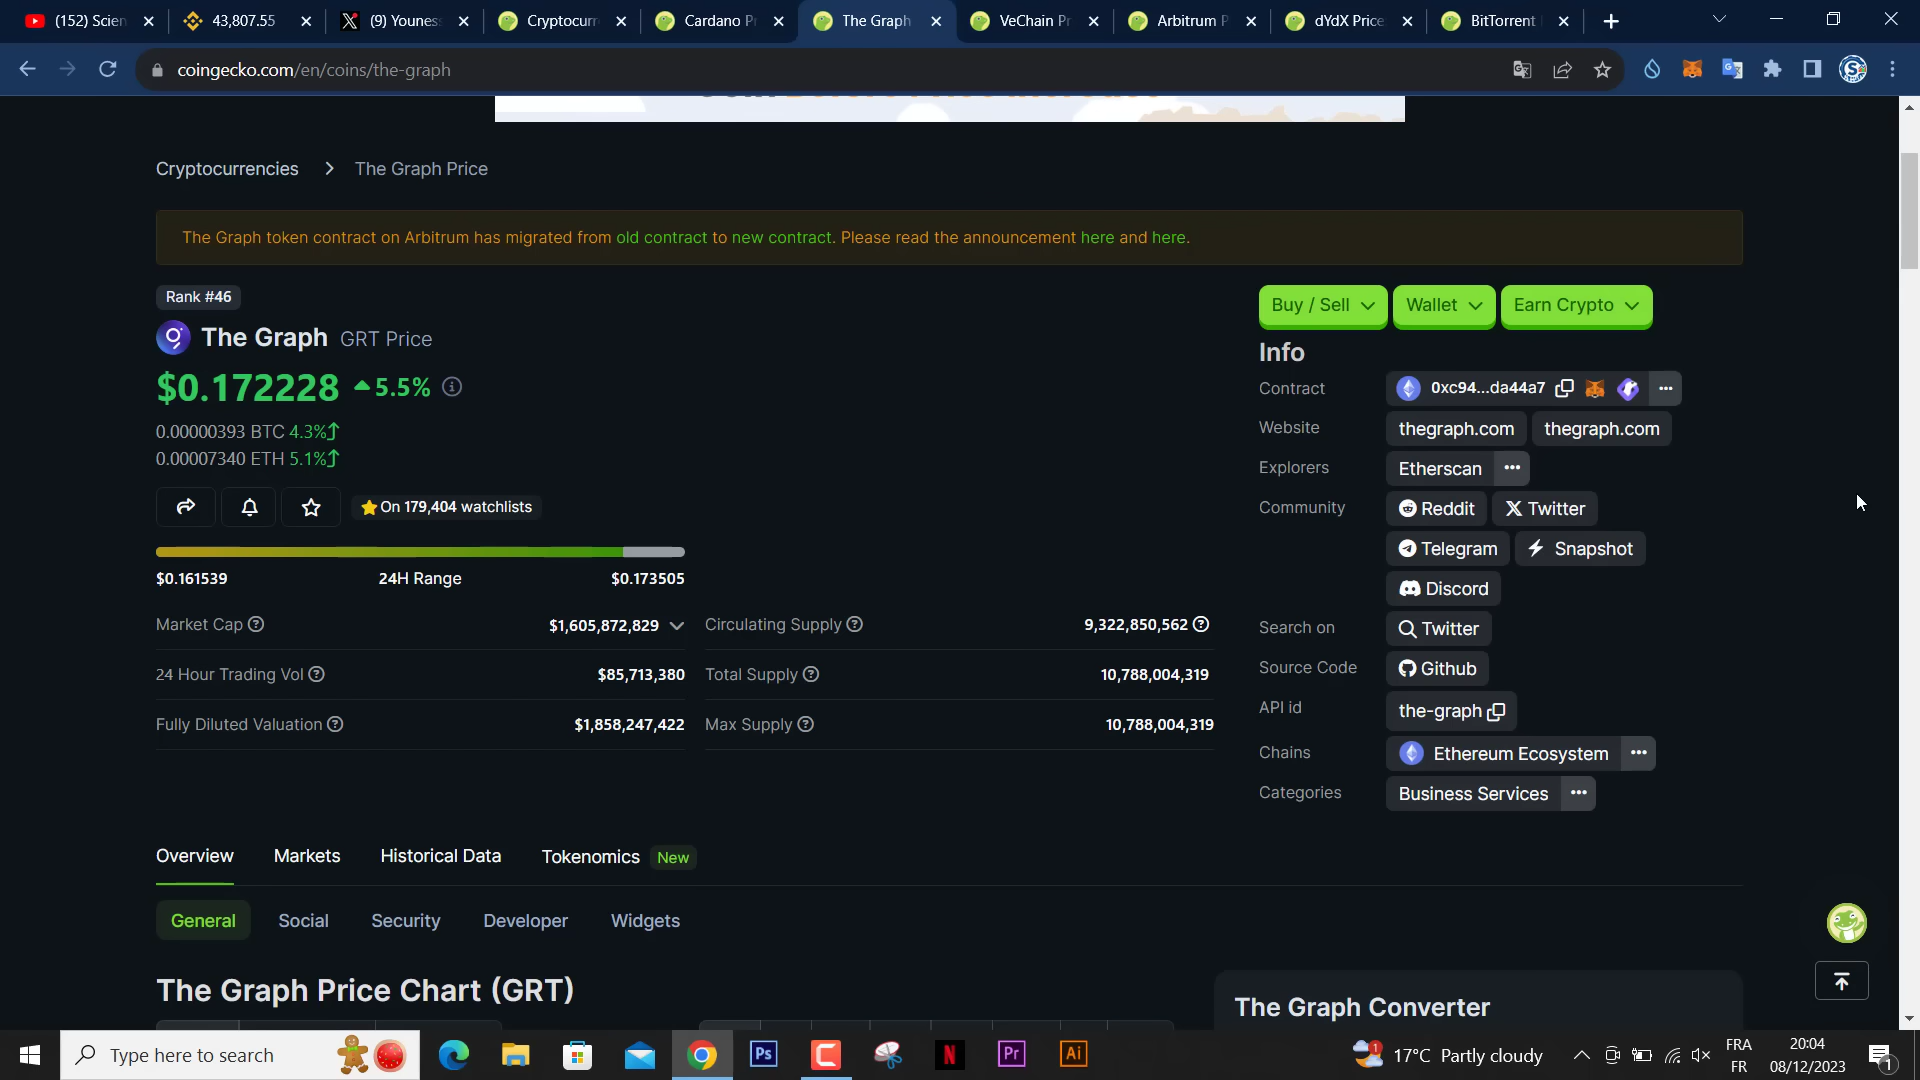 (152) Scien
43,807.55
(9) Youness
Cryptocurr
Cardano Pr
The Graph
VeChain Pr
Arbitrum P
dYdX Price
BitTorrent
coingecko.com/en/coins/the-graph
Cryptocurrencies > The Graph Price
The Graph token contract on Arbitrum has migrated from old contract to new contract. Please read the announcement here and here.
Rank #46
The Graph GRT Price
$0.172228 5.5%
0.00000393 BTC 4.3%
0.00007340 ETH 5.1%
On 179,404 watchlists
$0.161539 24H Range $0.173505
Market Cap $1,605,872,829
Circulating Supply 9,322,850,562
24 Hour Trading Vol $85,713,380
Total Supply 10,788,004,319
Fully Diluted Valuation $1,858,247,422
Max Supply 10,788,004,319
Buy / Sell
Wallet
Earn Crypto
Info
Contract 0xc94...da44a7
Website thegraph.com thegraph.com
Explorers Etherscan
Community Reddit X Twitter
Telegram Snapshot
Discord
Search on Twitter
Source Code Github
API id the-graph
Chains Ethereum Ecosystem
Categories Business Services
Overview Markets Historical Data Tokenomics New
General Social Security Developer Widgets
The Graph Price Chart (GRT)
The Graph Converter
Type here to search
Ps
N
Pr
Ai
1
17°C Partly cloudy
FRA
FR
20:04
08/12/2023
1